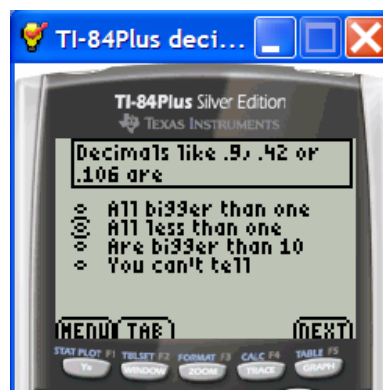 TI-84Plus deci...
TI-84Plus Silver Edition
TEXAS INSTRUMENTS
Decimals like .9, .42 or
.106 are
All bigger than one
All less than one
Are bigger than 10
You can't tell
MENU TAB NEXT
STAT PLOT F1 TBLSET F2 FORMAT F3 CALC F4 TABLE F5
Y= WINDOW ZOOM TRACE GRAPH